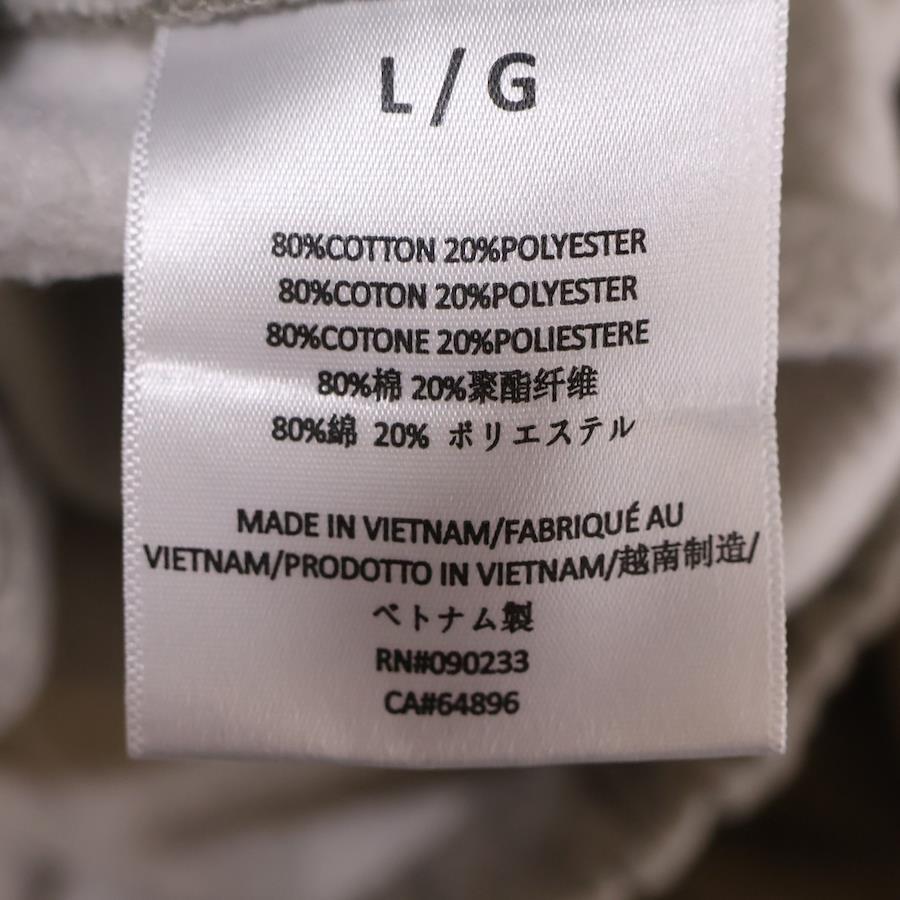 L / G
80%COTTON 20%POLYESTER
80%COTON 20%POLYESTER
80%COTONE 20%POLIESTERE
80%棉 20%聚酯纤维
80%綿 20% ポリエステル
MADE IN VIETNAM/FABRIQUÉ AU
VIETNAM/PRODOTTO IN VIETNAM/越南制造/
ベトナム製
RN#090233
CA#64896